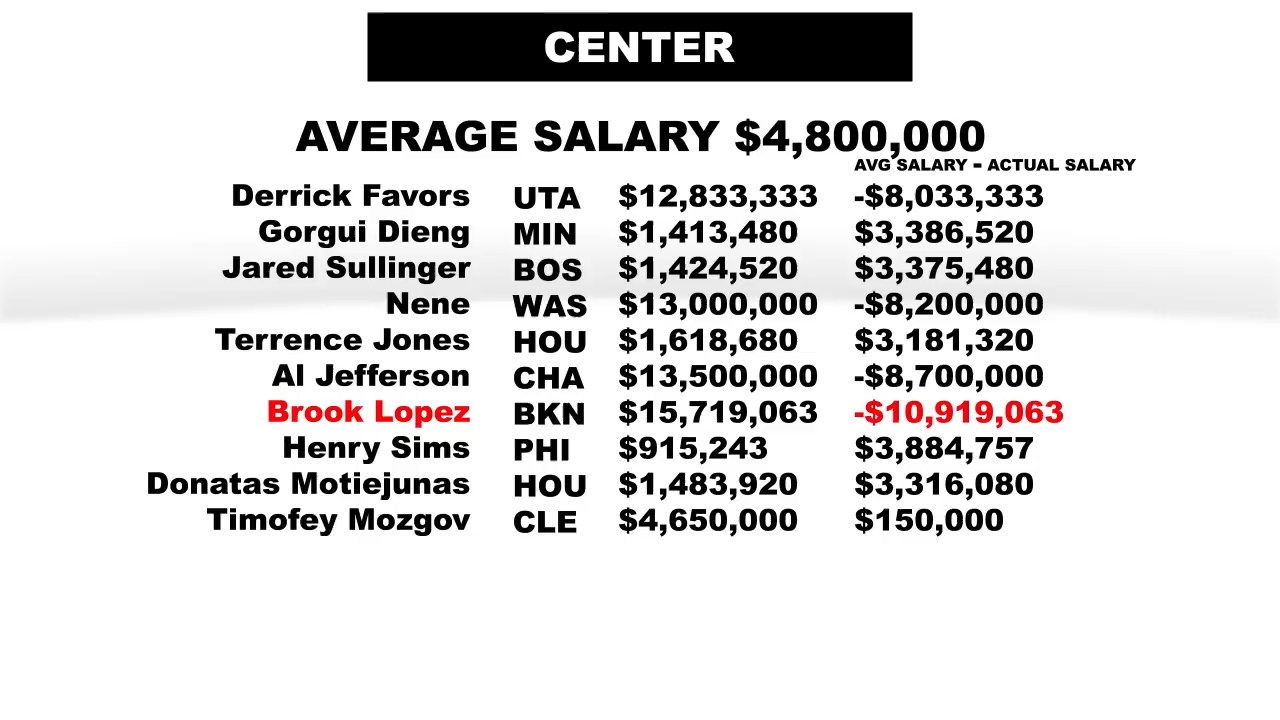 CENTER
AVERAGE SALARY $4,800,000
AVG SALARY - ACTUAL SALARY
Derrick Favors UTA $12,833,333 -$8,033,333
Gorgui Dieng MIN $1,413,480 $3,386,520
Jared Sullinger BOS $1,424,520 $3,375,480
Nene WAS $13,000,000 -$8,200,000
Terrence Jones HOU $1,618,680 $3,181,320
Al Jefferson CHA $13,500,000 -$8,700,000
Brook Lopez BKN $15,719,063 -$10,919,063
Henry Sims PHI $915,243 $3,884,757
Donatas Motiejunas HOU $1,483,920 $3,316,080
Timofey Mozgov CLE $4,650,000 $150,000